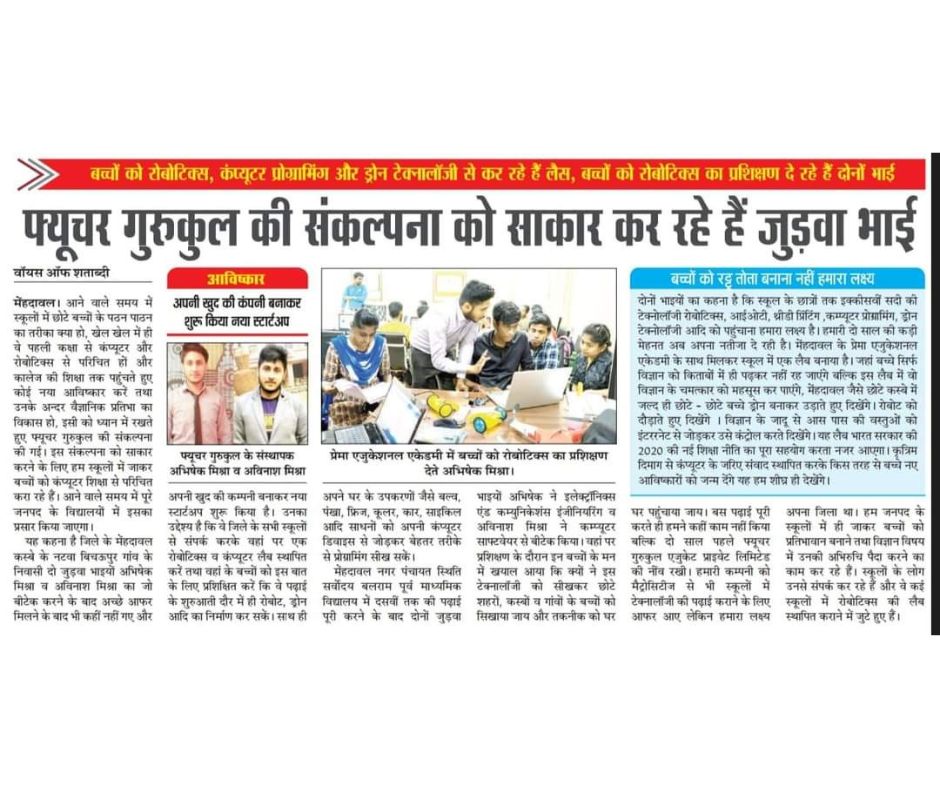 बच्चों को रोबोटिक्स, कंप्यूटर प्रोग्रामिंग और ड्रोन टेक्नालॉजी से कर रहे हैं लैस, बच्चों को रोबोटिक्स का प्रशिक्षण दे रहे हैं दोनों भाई
फ्यूचर गुरुकुल की संकल्पना को साकार कर रहे हैं जुड़वा भाई
वॉयस ऑफ शताब्दी
मेंहदावल। आने वाले समय में
स्कूलों में छोटे बच्चों के पठन पाठन
का तरीका क्या हो, खेल खेल में ही
वे पहली कक्षा से कंप्यूटर और
रोबोटिक्स से परिचित हों और
कालेज की शिक्षा तक पहुंचते हुए
कोई नया आविष्कार करें तथा
उनके अन्दर वैज्ञानिक प्रतिभा का
विकास हो, इसी को ध्यान में रखते
हुए फ्यूचर गुरुकुल की संकल्पना
की गई। इस संकल्पना को साकार
करने के लिए हम स्कूलों में जाकर
बच्चों को कंप्यूटर शिक्षा से परिचित
करा रहे हैं। आने वाले समय में पूरे
जनपद के विद्यालयों में इसका
प्रसार किया जाएगा।
यह कहना है जिले के मेंहदावल
कस्बे के नटवा बिचऊपुर गांव के
निवासी दो जुड़वा भाइयों अभिषेक
मिश्रा व अविनाश मिश्रा का जो
बीटेक करने के बाद अच्छे आफर
मिलने के बाद भी कहीं नहीं गए और
आविष्कार
अपनी खुद की कंपनी बनाकर
शुरू किया नया स्टार्टअप
फ्यूचर गुरुकुल के संस्थापक
अभिषेक मिश्रा व अविनाश मिश्रा
अपनी खुद की कम्पनी बनाकर नया
स्टार्टअप शुरू किया है। उनका
उद्देश्य है कि वे जिले के सभी स्कूलों
से संपर्क करके वहां पर एक
रोबोटिक्स व कंप्यूटर लैब स्थापित
करें तथा वहां के बच्चों को इस बात
के लिए प्रशिक्षित करें कि वे पढ़ाई
के शुरुआती दौर में ही रोबोट, ड्रोन
आदि का निर्माण कर सकें। साथ ही
प्रेमा एजुकेशनल एकेडमी में बच्चों को रोबोटिक्स का प्रशिक्षण
देते अभिषेक मिश्रा।
अपने घर के उपकरणों जैसे बल्व,
पंखा, फ्रिज, कूलर, कार, साइकिल
आदि साधनों को अपनी कंप्यूटर
डिवाइस से जोड़कर बेहतर तरीके
से प्रोग्रामिंग सीख सकें।
मेंहदावल नगर पंचायत स्थिति
सर्वोदय बलराम पूर्व माध्यमिक
विद्यालय में दसवीं तक की पढ़ाई
पूरी करने के बाद दोनों जुड़वा
भाइयों अभिषेक ने इलेक्ट्रॉनिक्स
एंड कम्युनिकेशंस इंजीनियरिंग व
अविनाश मिश्रा ने कम्प्यूटर
साफ्टवेयर से बीटेक किया। वहां पर
प्रशिक्षण के दौरान इन बच्चों के मन
में खयाल आया कि क्यों ने इस
टेक्नालॉजी को सीखकर छोटे
शहरों, कस्बों व गांवों के बच्चों को
सिखाया जाय और तकनीक को घर
बच्चों को रट्टू तोता बनाना नहीं हमारा लक्ष्य
दोनों भाइयों का कहना है कि स्कूल के छात्रों तक इक्कीसवीं सदी की
टेक्नोलॉजी रोबोटिक्स, आईओटी, थ्रीडी प्रिंटिंग ,कम्प्यूटर प्रोग्रामिंग, ड्रोन
टेक्नोलॉजी आदि को पहुंचाना हमारा लक्ष्य है। हमारी दो साल की कड़ी
मेहनत अब अपना नतीजा दे रही है। मेंहदावल के प्रेमा एजुकेशनल
एकेडेमी के साथ मिलकर स्कूल में एक लैब बनाया है। जहां बच्चे सिर्फ
विज्ञान को किताबों में ही पढ़कर नहीं रह जाएंगे बल्कि इस लैब में वो
विज्ञान के चमत्कार को महसुस कर पाएंगे, मेंहदावल जैसे छोटे कस्बे में
जल्द ही छोटे - छोटे बच्चे ड्रोन बनाकर उड़ाते हुए दिखेंगें। रोबोट को
दौड़ाते हुए दिखेंगें । विज्ञान के जादू से आस पास की वस्तुओं को
इंटररनेट से जोड़कर उसे कंट्रोल करते दिखेंगें। यह लैब भारत सरकार की
2020 की नई शिक्षा नीति का पूरा सहयोग करता नजर आएगा। कृत्रिम
दिमाग से कंप्यूटर के जरिए संवाद स्थापित करके किस तरह से बच्चे नए
आविष्कारों को जन्म देंगें यह हम शीघ्र ही देखेंगे।
घर पहुंचाया जाय। बस पढ़ाई पूरी
करते ही हमने कहीं काम नहीं किया
बल्कि दो साल पहले फ्यूचर
गुरुकुल एजुकेट प्राइवेट लिमिटेड
की नींव रखी। हमारी कम्पनी को
मैट्रोसिटीज से भी स्कूलों में
टेक्नालॉजी की पढ़ाई कराने के लिए
आफर आए लेकिन हमारा लक्ष्य
अपना जिला था। हम जनपद के
स्कूलों में ही जाकर बच्चों को
प्रतिभावान बनाने तथा विज्ञान विषय
में उनकी अभिरुचि पैदा करने का
काम कर रहे हैं। स्कूलों के लोग
उनसे संपर्क कर रहे हैं और वे कई
स्कूलों में रोबोटिक्स की लैब
स्थापित कराने में जुटे हुए हैं।